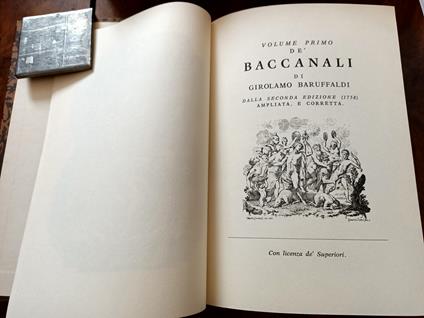 VOLUME PRIMO
DE'
BACCANALI
DI
GIROLAMO BARUFFALDI
DALLA SECONDA EDIZIONE (1758)
AMPLIATA, E CORRETTA.
Con licenza de' Superiori.